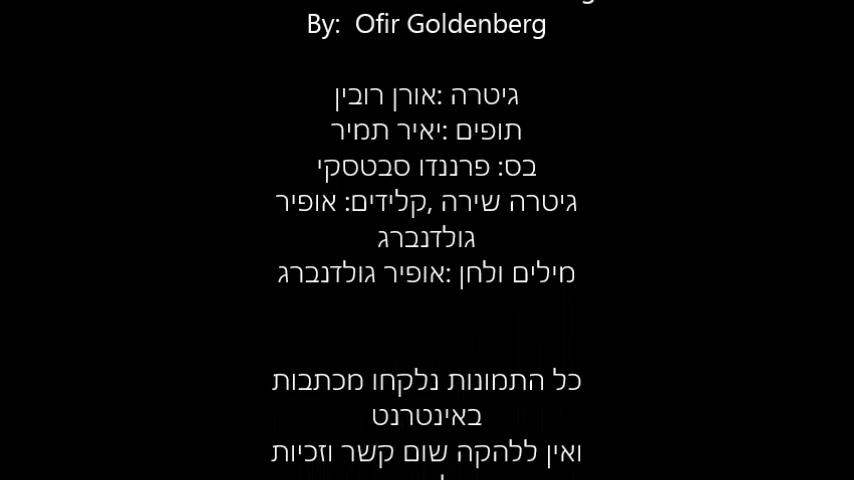 By:  Ofir Goldenberg
גיטרה :אורן רובין
תופים :יאיר תמיר
בס: פרננדו סבטסקי
גיטרה שירה ,קלידים: אופיר
גולדנברג
מילים ולחן :אופיר גולדנברג
כל התמונות נלקחו מכתבות
באינטרנט
ואין ללהקה שום קשר וזכיות